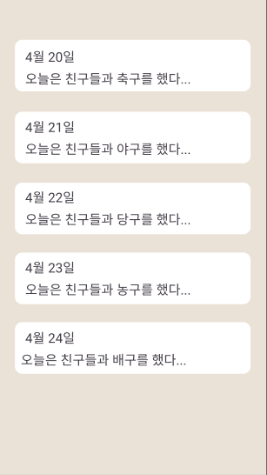 4월 20일
오늘은 친구들과 축구를 했다...
4월 21일
오늘은 친구들과 야구를 했다...
4월 22일
오늘은 친구들과 당구를 했다...
4월 23일
오늘은 친구들과 농구를 했다...
4월 24일
오늘은 친구들과 배구를 했다...